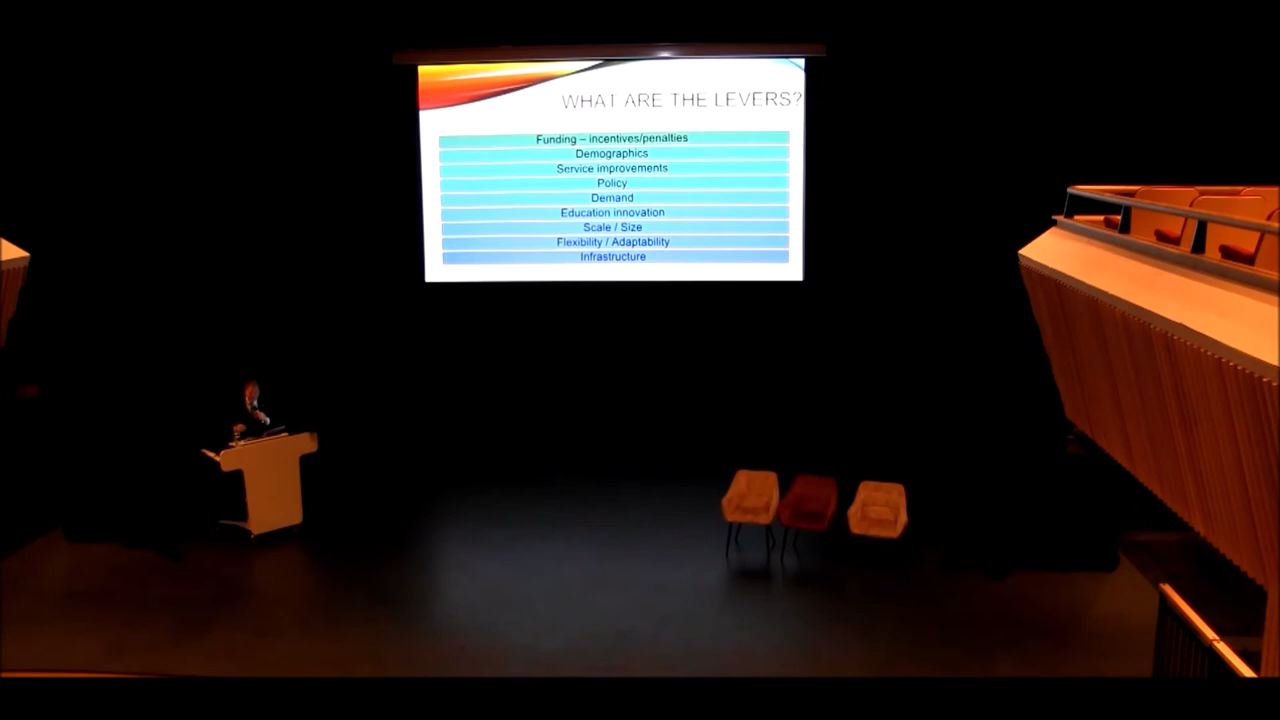 WHAT ARE THE LEVERS?
Funding – incentives/penalties
Demographics
Service improvements
Policy
Demand
Education innovation
Scale / Size
Flexibility / Adaptability
Infrastructure